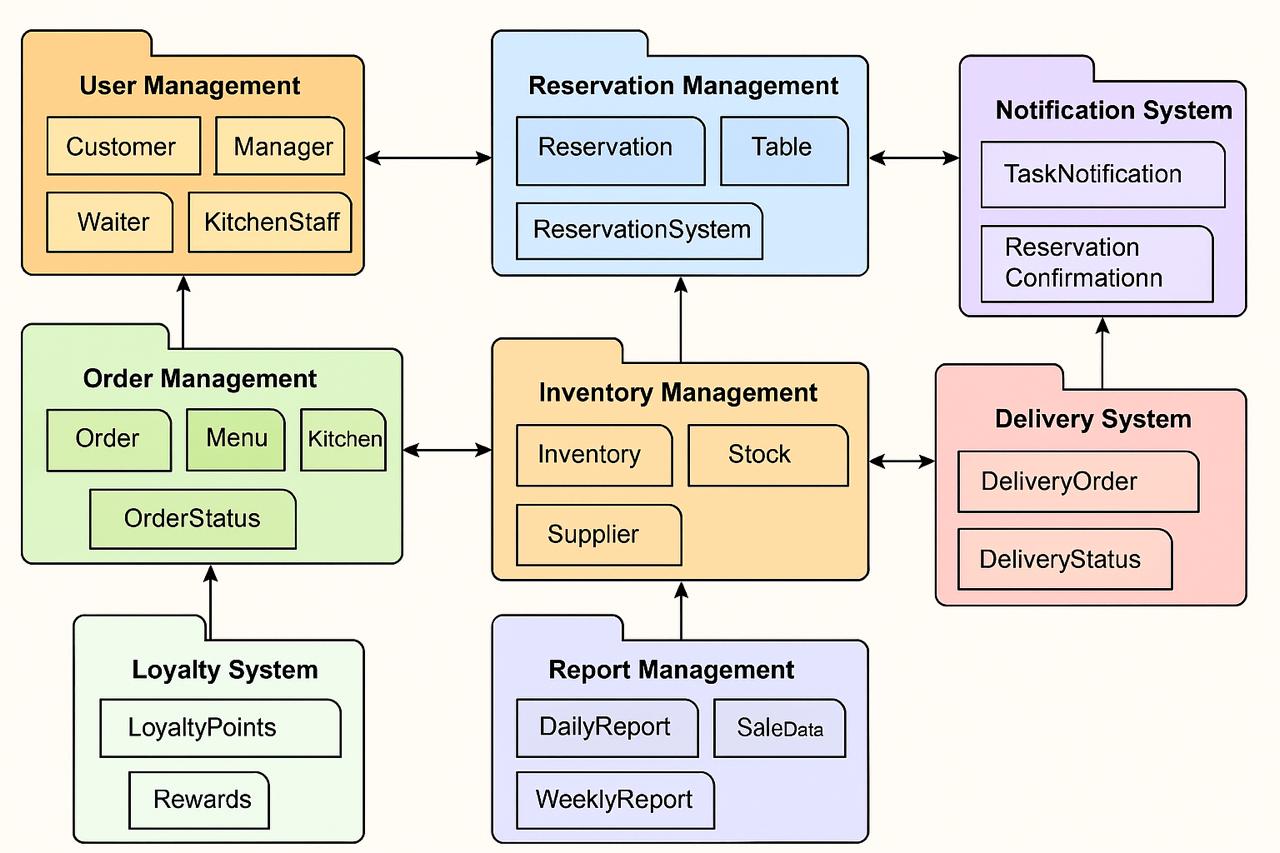 User Management
Customer
Manager
Waiter
KitchenStaff
Reservation Management
Reservation
Table
ReservationSystem
Notification System
TaskNotification
Reservation
Confirmationn
Order Management
Order
Menu
Kitchen
OrderStatus
Inventory Management
Inventory
Stock
Supplier
Delivery System
DeliveryOrder
DeliveryStatus
Loyalty System
LoyaltyPoints
Rewards
Report Management
DailyReport
SaleData
WeeklyReport